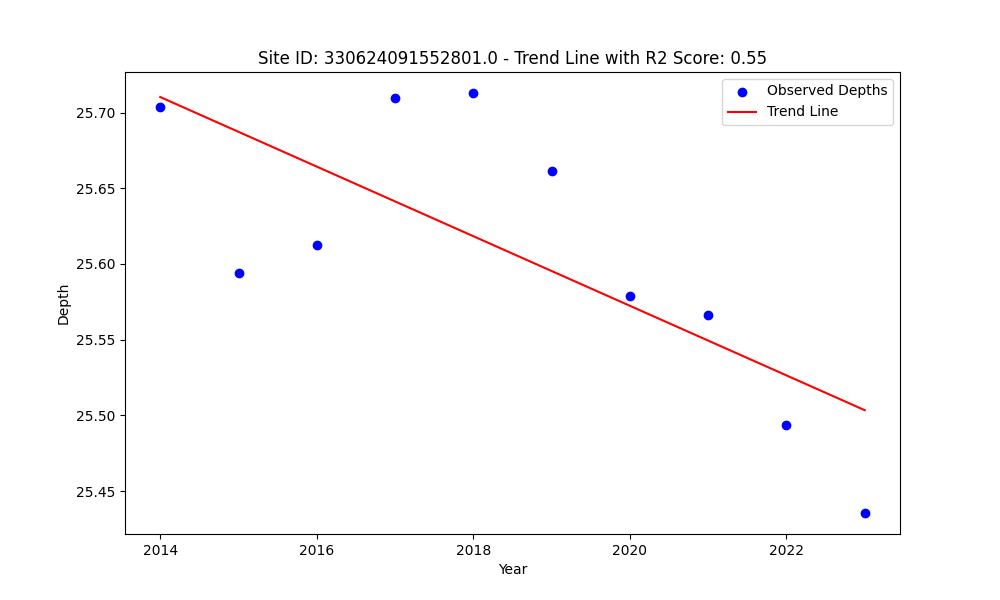 Site ID: 330624091552801.0 - Trend Line with R2 Score: 0.55
Observed Depths
Trend Line
25.70
25.65
25.60
25.55
25.50
25.45
Depth
2014
2016
2018
2020
2022
Year